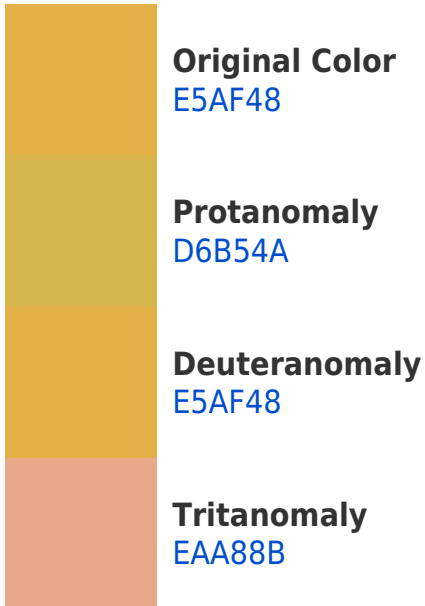 Original Color
E5AF48
Protanomaly
D6B54A
Deuteranomaly
E5AF48
Tritanomaly
EAA88B